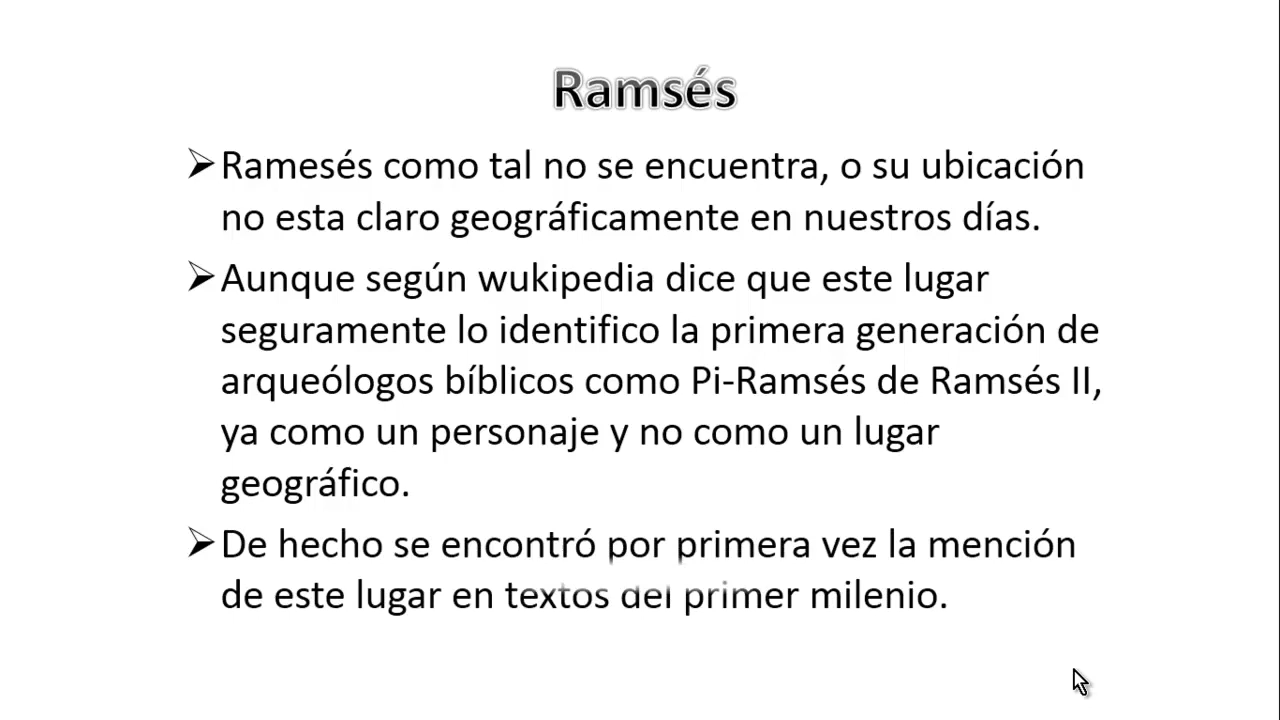 Ramsés
➢Ramesés como tal no se encuentra, o su ubicación
no esta claro geográficamente en nuestros días.
➢Aunque según wukipedia dice que este lugar
seguramente lo identifico la primera generación de
arqueólogos bíblicos como Pi-Ramsés de Ramsés II,
ya como un personaje y no como un lugar
geográfico.
➢De hecho se encontró por primera vez la mención
de este lugar en textos del primer milenio.